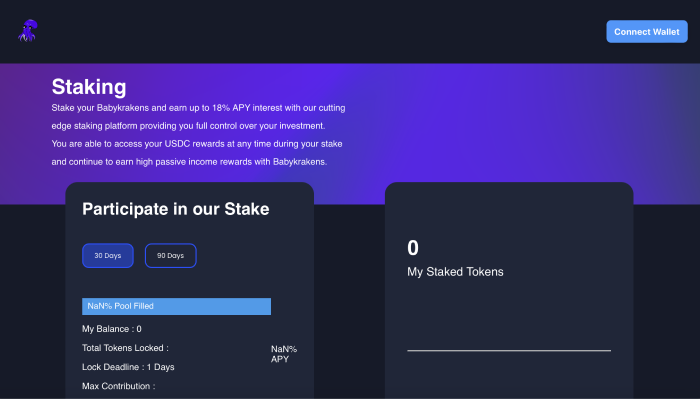 Connect Wallet
Staking
Stake your Babykrakens and earn up to 18% APY interest with our cutting
edge staking platform providing you full control over your investment.
You are able to access your USDC rewards at any time during your stake
and continue to earn high passive income rewards with Babykrakens.
Participate in our Stake
30 Days
90 Days
NaN% Pool Filled
My Balance : 0
Total Tokens Locked :
NaN%
APY
Lock Deadline : 1 Days
Max Contribution :
0
My Staked Tokens